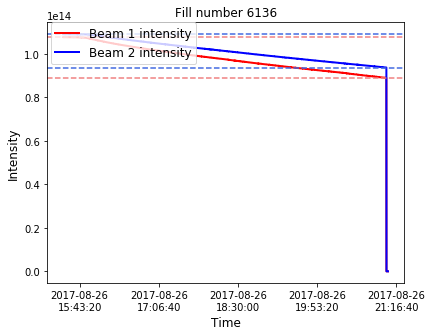 Fill number 6136
1e14
Beam 1 intensity
Beam 2 intensity
1.0
0.8
0.6
0.4
0.2
0.0
Intensity
2017-08-26 2017-08-26 2017-08-26 2017-08-26 2017-08-26
15:43:20 17:06:40 18:30:00 19:53:20 21:16:40
Time